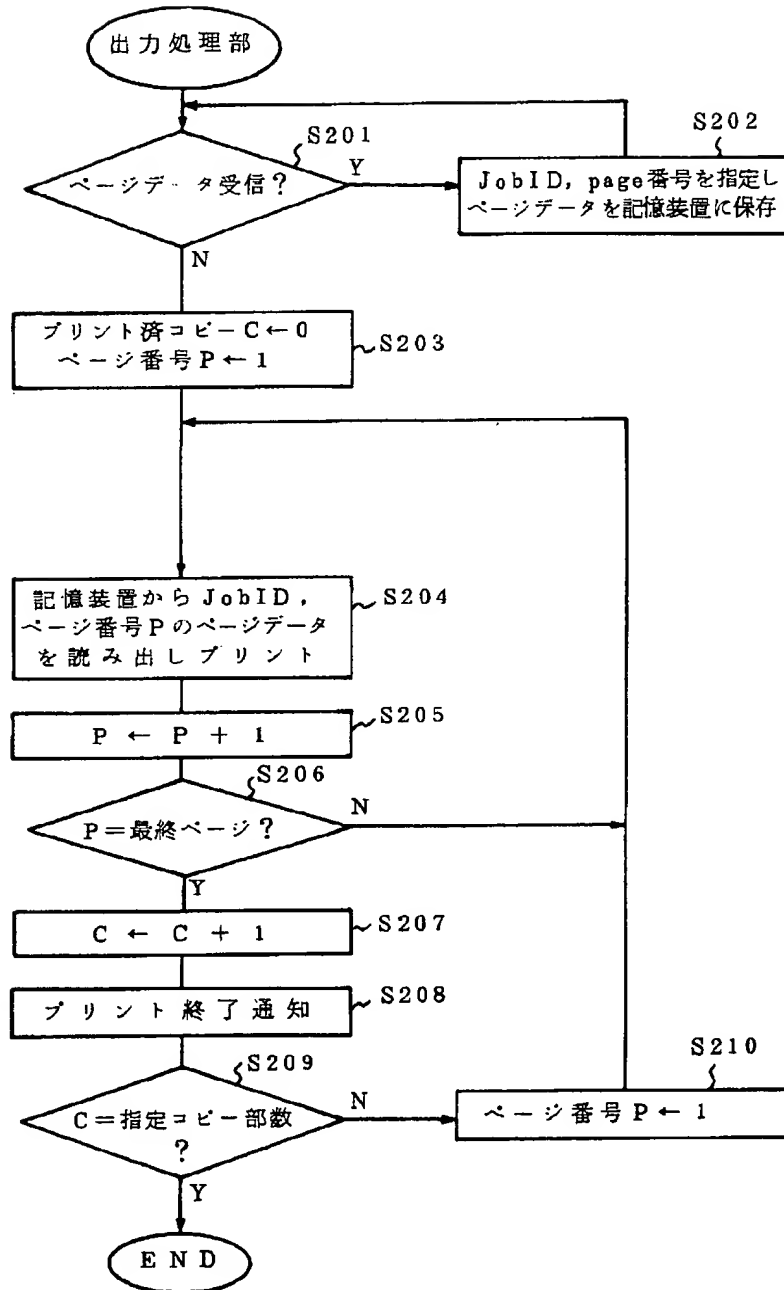 出力処理部
S201
S202
ページデータ受信?
Y
JobID, page番号を指定し
ページデータを記憶装置に保存
N
プリント済コピーC←0
ページ番号P←1
S203
記憶装置からJobID,
ページ番号Pのページデータ
を読み出しプリント
S204
P ← P + 1
S205
S206
P=最終ページ?
N
Y
C ← C + 1
S207
プリント終了通知
S208
S209
S210
C=指定コピー部数
?
N
ページ番号P ← 1
Y
END